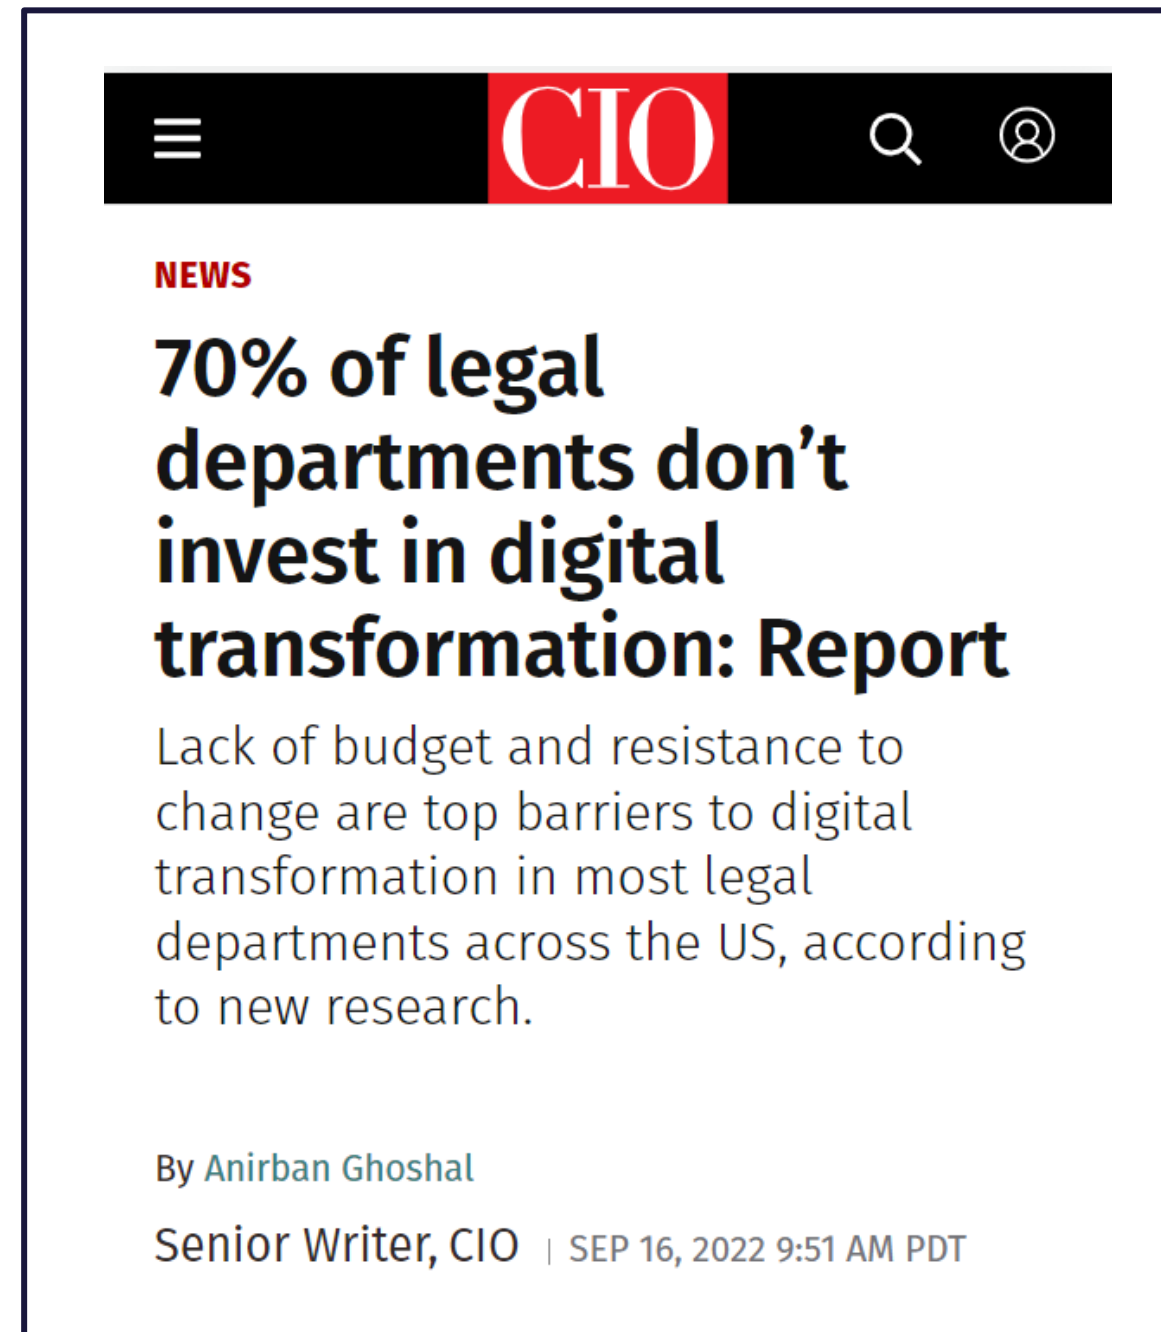 CIO
NEWS
70% of legal
departments don’t
invest in digital
transformation: Report
Lack of budget and resistance to
change are top barriers to digital
transformation in most legal
departments across the US, according
to new research.
By Anirban Ghoshal
Senior Writer, CIO | SEP 16, 2022 9:51 AM PDT